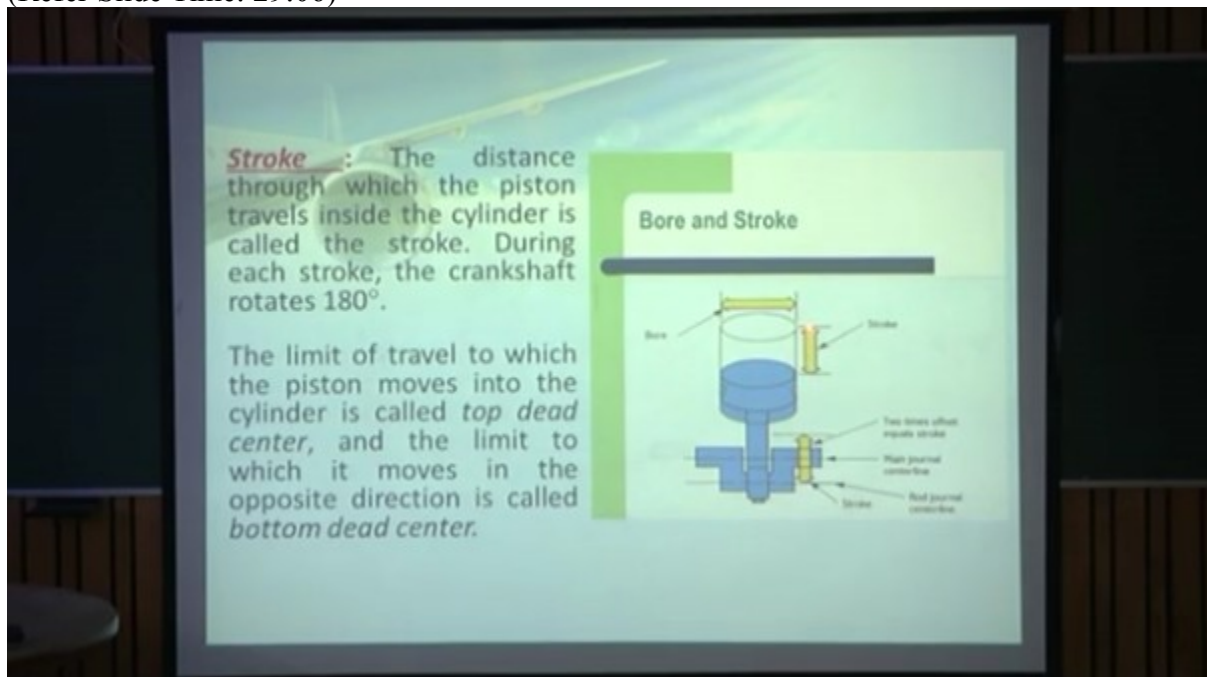 (Refer Slide Time: 29:06)
Stroke : The distance
through which the piston
travels inside the cylinder is
called the stroke. During
each stroke, the crankshaft
rotates 180°.
The limit of travel to which
the piston moves into the
cylinder is called top dead
center, and the limit to
which it moves in the
opposite direction is called
bottom dead center.
Bore and Stroke
Bore
Stroke
Two times offset
equals stroke
Main journal
centerline
Stroke
Rod journal
centerline